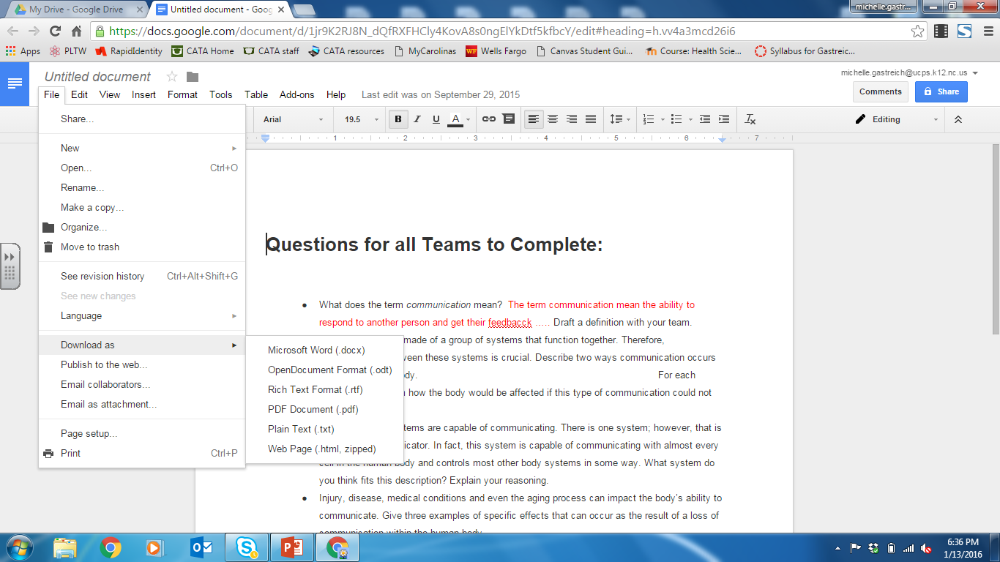 My Drive - Google Drive
Untitled document - Goog
michelle.gastr...
https://docs.google.com/document/d/1jr9K2RJ8N_dQfRXFHCly4KovA8s0ngElYkDtf5kfbcY/edit#heading=h.vv4a3mcd26i6
Apps PLTW RapidIdentity CATA Home CATA staff CATA resources MyCarolinas Wells Fargo Canvas Student Gui... Course: Health Scie... Syllabus for Gastreic...
Untitled document
michelle.gastreich@ucps.k12.nc.us
File Edit View Insert Format Tools Table Add-ons Help Last edit was on September 29, 2015
Comments Share
Arial 19.5 B I U A Editing
1 2 3 4 5 6 7
Share...
New
Open... Ctrl+O
Rename...
Make a copy...
Organize...
Move to trash
See revision history Ctrl+Alt+Shift+G
See new changes
Language
Download as
Publish to the web...
Email collaborators...
Email as attachment...
Page setup...
Print Ctrl+P
Microsoft Word (.docx)
OpenDocument Format (.odt)
Rich Text Format (.rtf)
PDF Document (.pdf)
Plain Text (.txt)
Web Page (.html, zipped)
Questions for all Teams to Complete:
What does the term communication mean? The term communication mean the ability to
respond to another person and get their feedbacck ..... Draft a definition with your team.
made of a group of systems that function together. Therefore,
these systems is crucial. Describe two ways communication occurs
For each
how the body would be affected if this type of communication could not
are capable of communicating. There is one system; however, that is
In fact, this system is capable of communicating with almost every
cell in the human body and controls most other body systems in some way. What system do
you think fits this description? Explain your reasoning.
Injury, disease, medical conditions and even the aging process can impact the body's ability to
communicate. Give three examples of specific effects that can occur as the result of a loss of
communication within the human body
6:36 PM
1/13/2016